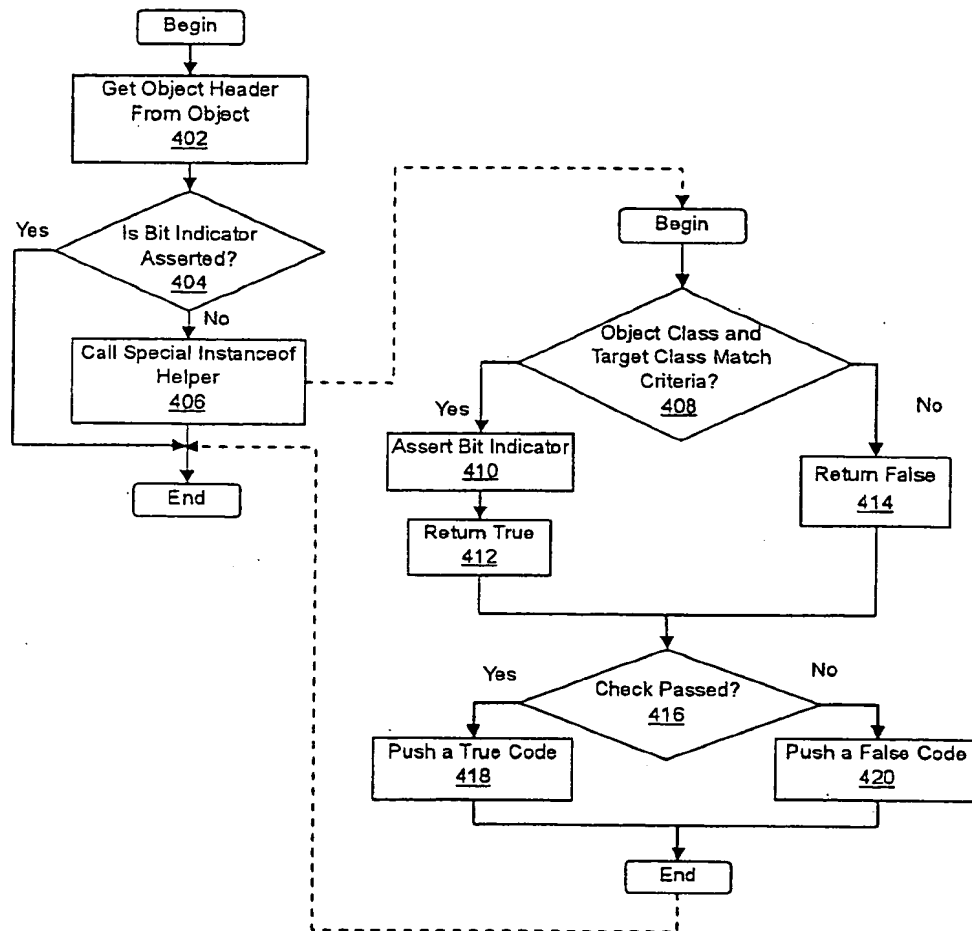 Begin
Get Object Header
From Object
402
Yes
Is Bit Indicator
Asserted?
404
No
Call Special Instanceof
Helper
406
End
Begin
Object Class and
Target Class Match
Criteria?
408
Yes
No
Assert Bit Indicator
410
Return True
412
Return False
414
Yes
No
Check Passed?
416
Push a True Code
418
Push a False Code
420
End